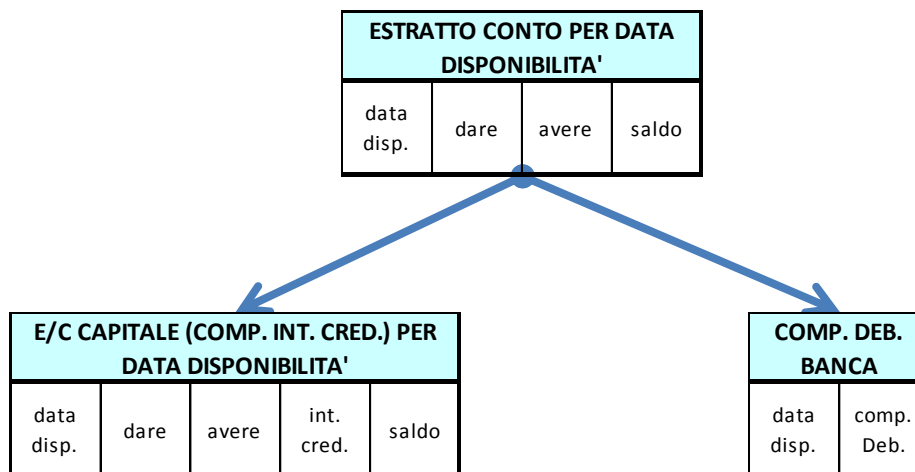 ESTRATTO CONTO PER DATA
DISPONIBILITA'
data
disp.
dare
avere
saldo
E/C CAPITALE (COMP. INT. CRED.) PER
DATA DISPONIBILITA'
data
disp.
dare
avere
int.
cred.
saldo
COMP. DEB.
BANCA
data
disp.
comp.
Deb.